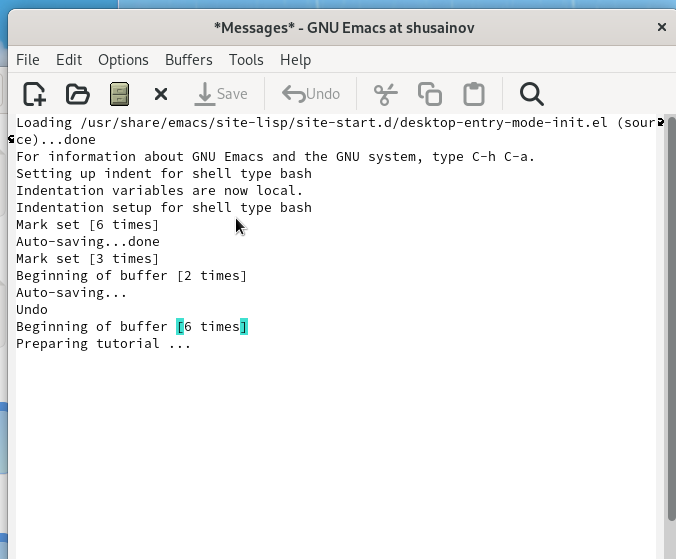 *Messages* - GNU Emacs at shusainov
File Edit Options Buffers Tools Help
Save Undo
Loading /usr/share/emacs/site-lisp/site-start.d/desktop-entry-mode-init.el (sour
ce)...done
For information about GNU Emacs and the GNU system, type C-h C-a.
Setting up indent for shell type bash
Indentation variables are now local.
Indentation setup for shell type bash
Mark set [6 times]
Auto-saving...done
Mark set [3 times]
Beginning of buffer [2 times]
Auto-saving...
Undo
Beginning of buffer [6 times]
Preparing tutorial ...